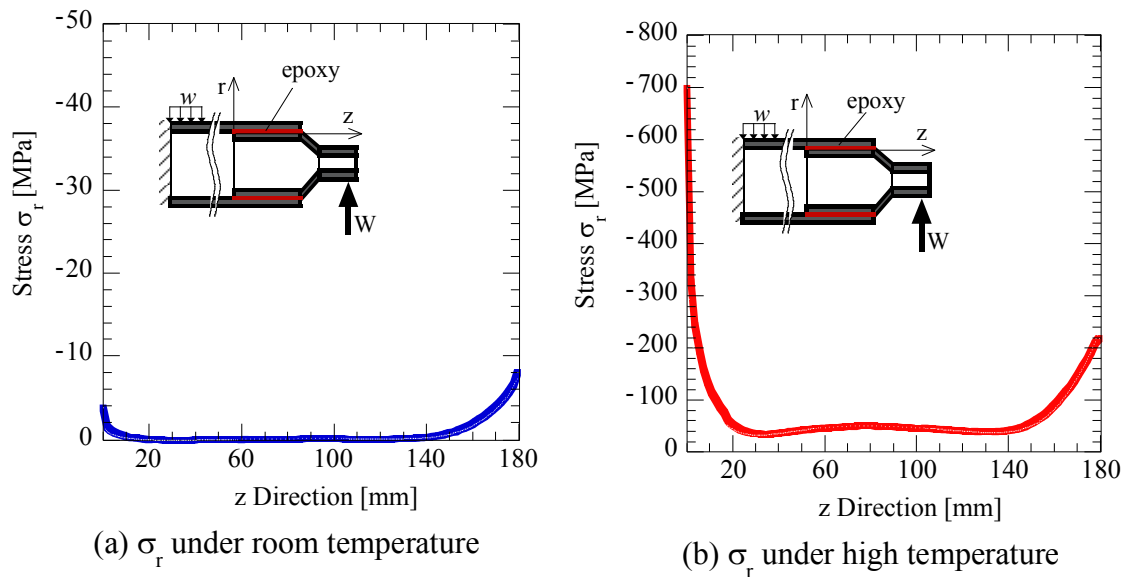 -50
-40
-30
-20
-10
0
20
60
100
140
180
Stress σr [MPa]
z Direction [mm]
w
r
epoxy
z
W
(a) σr under room temperature
-800
-700
-600
-500
-400
-300
-200
-100
0
20
60
100
140
180
Stress σr [MPa]
z Direction [mm]
w
r
epoxy
z
W
(b) σr under high temperature